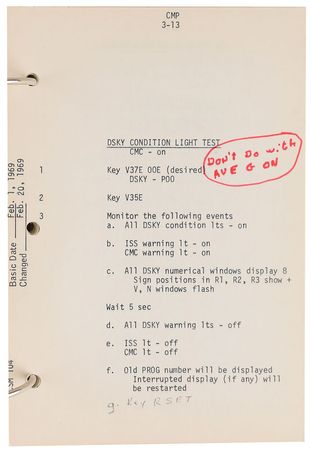 CMP
3-13
DSKY CONDITION LIGHT TEST
CMC - on
Don't Do with
AVE G ON
1 Key V37E 00E (desired)
DSKY - P00
2 Key V35E
3 Monitor the following events
a. All DSKY condition lts - on
b. ISS warning lt - on
CMC warning lt - on
c. All DSKY numerical windows display 8
Sign positions in R1, R2, R3 show +
V, N windows flash
Wait 5 sec
d. All DSKY warning lts - off
e. ISS lt - off
CMC lt - off
f. Old PROG number will be displayed
Interrupted display (if any) will
be restarted
g. Key RSET
Basic Date Feb. 1, 1969
Changed Feb. 20, 1969
SM 104